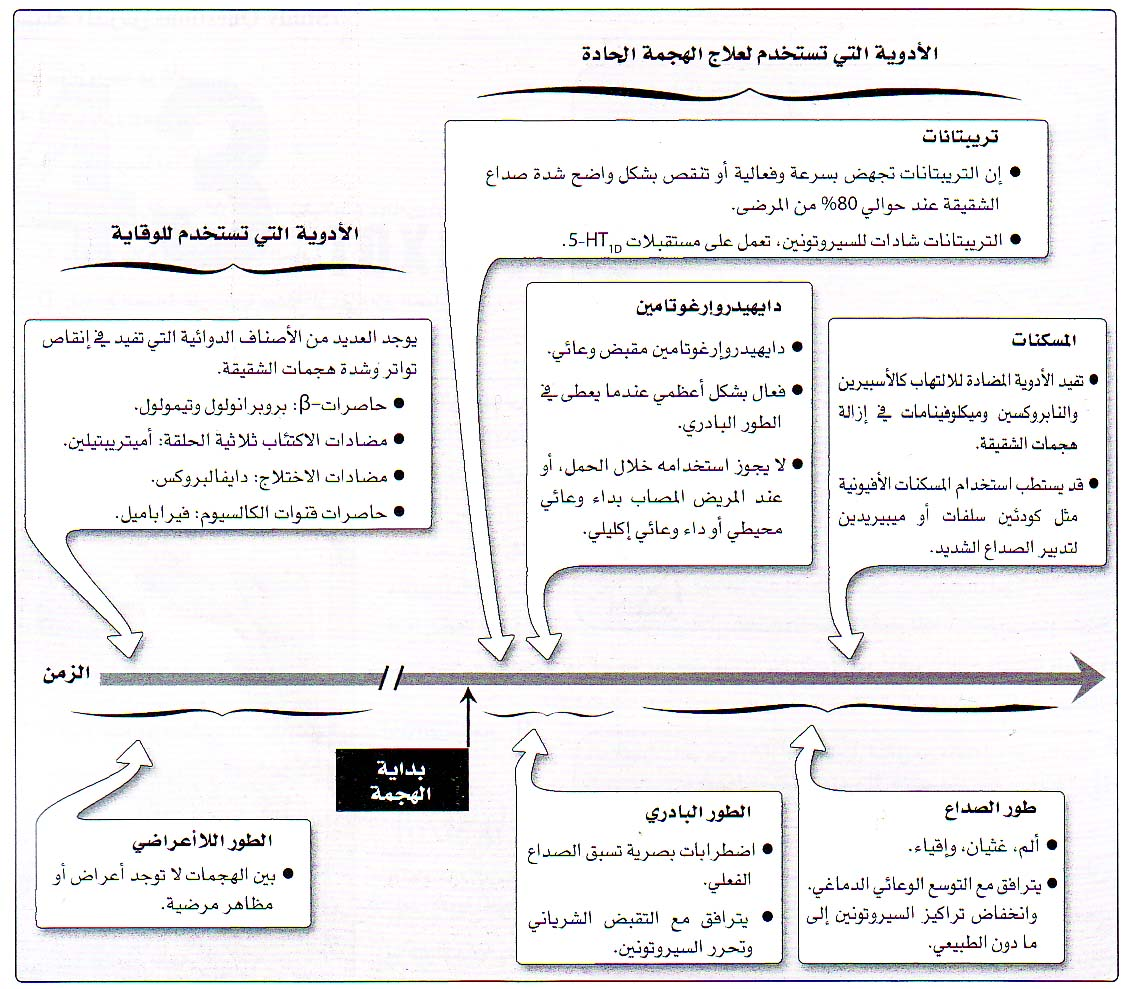 الأدوية التي تستخدم لعلاج الهجمة الحادة
تريبتانات
● إن التريبتانات تجهض بسرعة وفعالية أو تنقص بشكل واضح شدة صداع
الشقيقة عند حوالي 80% من المرضى.
● التريبتانات شادات للسيروتونين، تعمل على مستقبلات 5-HT1D.
الأدوية التي تستخدم للوقاية
يوجد العديد من الأصناف الدوائية التي تفيد في إنقاص
تواتر وشدة هجمات الشقيقة.
● حاصرات-β: بروبرانولول وتيمولول.
● مضادات الاكتئاب ثلاثية الحلقة: أميتريبتيلين.
● مضادات الاختلاج: دايفالبروكس.
● حاصرات قنوات الكالسيوم: فيراباميل.
دايهيدروإرغوتامين
● دايهيدروإرغوتامين مقبض وعائي.
● فعال بشكل أعظمي عندما يعطى في
الطور البادري.
● لا يجوز استخدامه خلال الحمل، أو
عند المريض المصاب بداء وعائي
محيطي أو داء وعائي إكليلي.
المسكنات
● تفيد الأدوية المضادة للالتهاب كالأسبيرين
والنابروكسين وميكلوفينامات في إزالة
هجمات الشقيقة.
● قد يستطب استخدام المسكنات الأفيونية
مثل كودئين سلفات أو ميبيريدين
لتدبير الصداع الشديد.
الزمن
بداية
الهجمة
الطور اللاأعراضي
● بين الهجمات لا توجد أعراض أو
مظاهر مرضية.
الطور البادري
● اضطرابات بصرية تسبق الصداع
الفعلي.
● يترافق مع التقبض الشرياني
وتحرر السيروتونين.
طور الصداع
● ألم، غثيان، وإقياء.
● يترافق مع التوسع الوعائي الدماغي.
وانخفاض تراكيز السيروتونين إلى
ما دون الطبيعي.